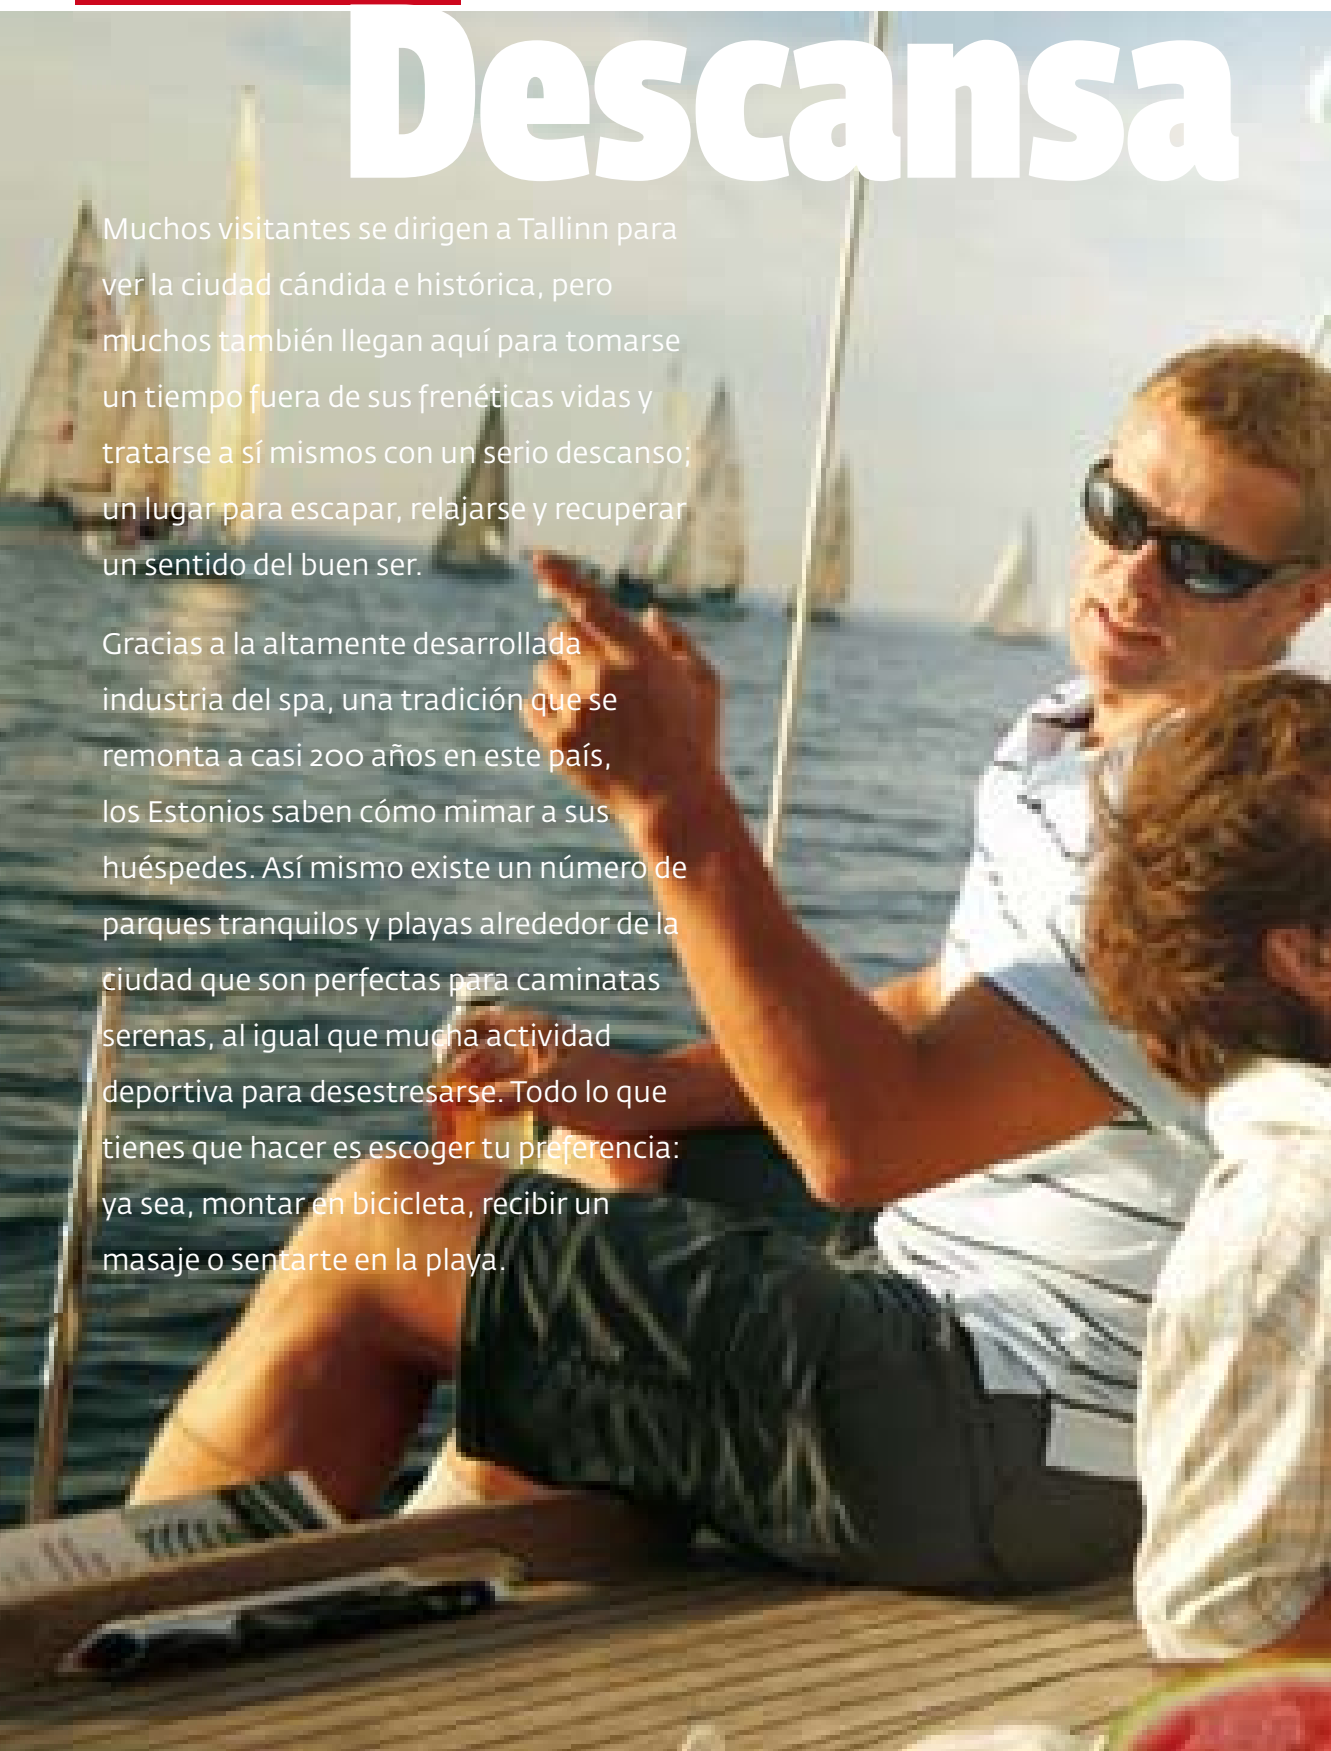 Descansa
Muchos visitantes se dirigen a Tallinn para
ver la ciudad cándida e histórica, pero
muchos también llegan aquí para tomarse
un tiempo fuera de sus frenéticas vidas y
tratarse a sí mismos con un serio descanso;
un lugar para escapar, relajarse y recuperar
un sentido del buen ser.
Gracias a la altamente desarrollada
industria del spa, una tradición que se
remonta a casi 200 años en este país,
los Estonios saben cómo mimar a sus
huéspedes. Así mismo existe un número de
parques tranquilos y playas alrededor de la
ciudad que son perfectas para caminatas
serenas, al igual que mucha actividad
deportiva para desestresarse. Todo lo que
tienes que hacer es escoger tu preferencia:
ya sea, montar en bicicleta, recibir un
masaje o sentarte en la playa.